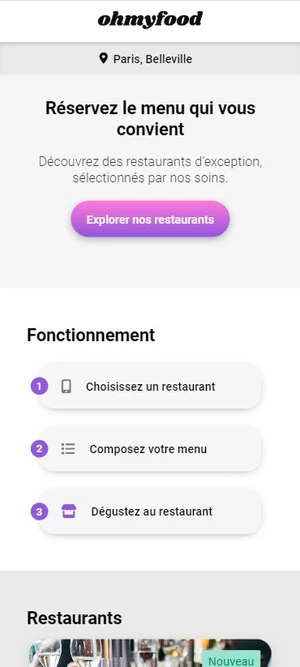 ohmyfood
Paris, Belleville
Réservez le menu qui vous
convient
Découvrez des restaurants d'exception,
sélectionnés par nos soins.
Explorer nos restaurants
Fonctionnement
1 Choisissez un restaurant
2 Composez votre menu
3 Dégustez au restaurant
Restaurants
Nouveau